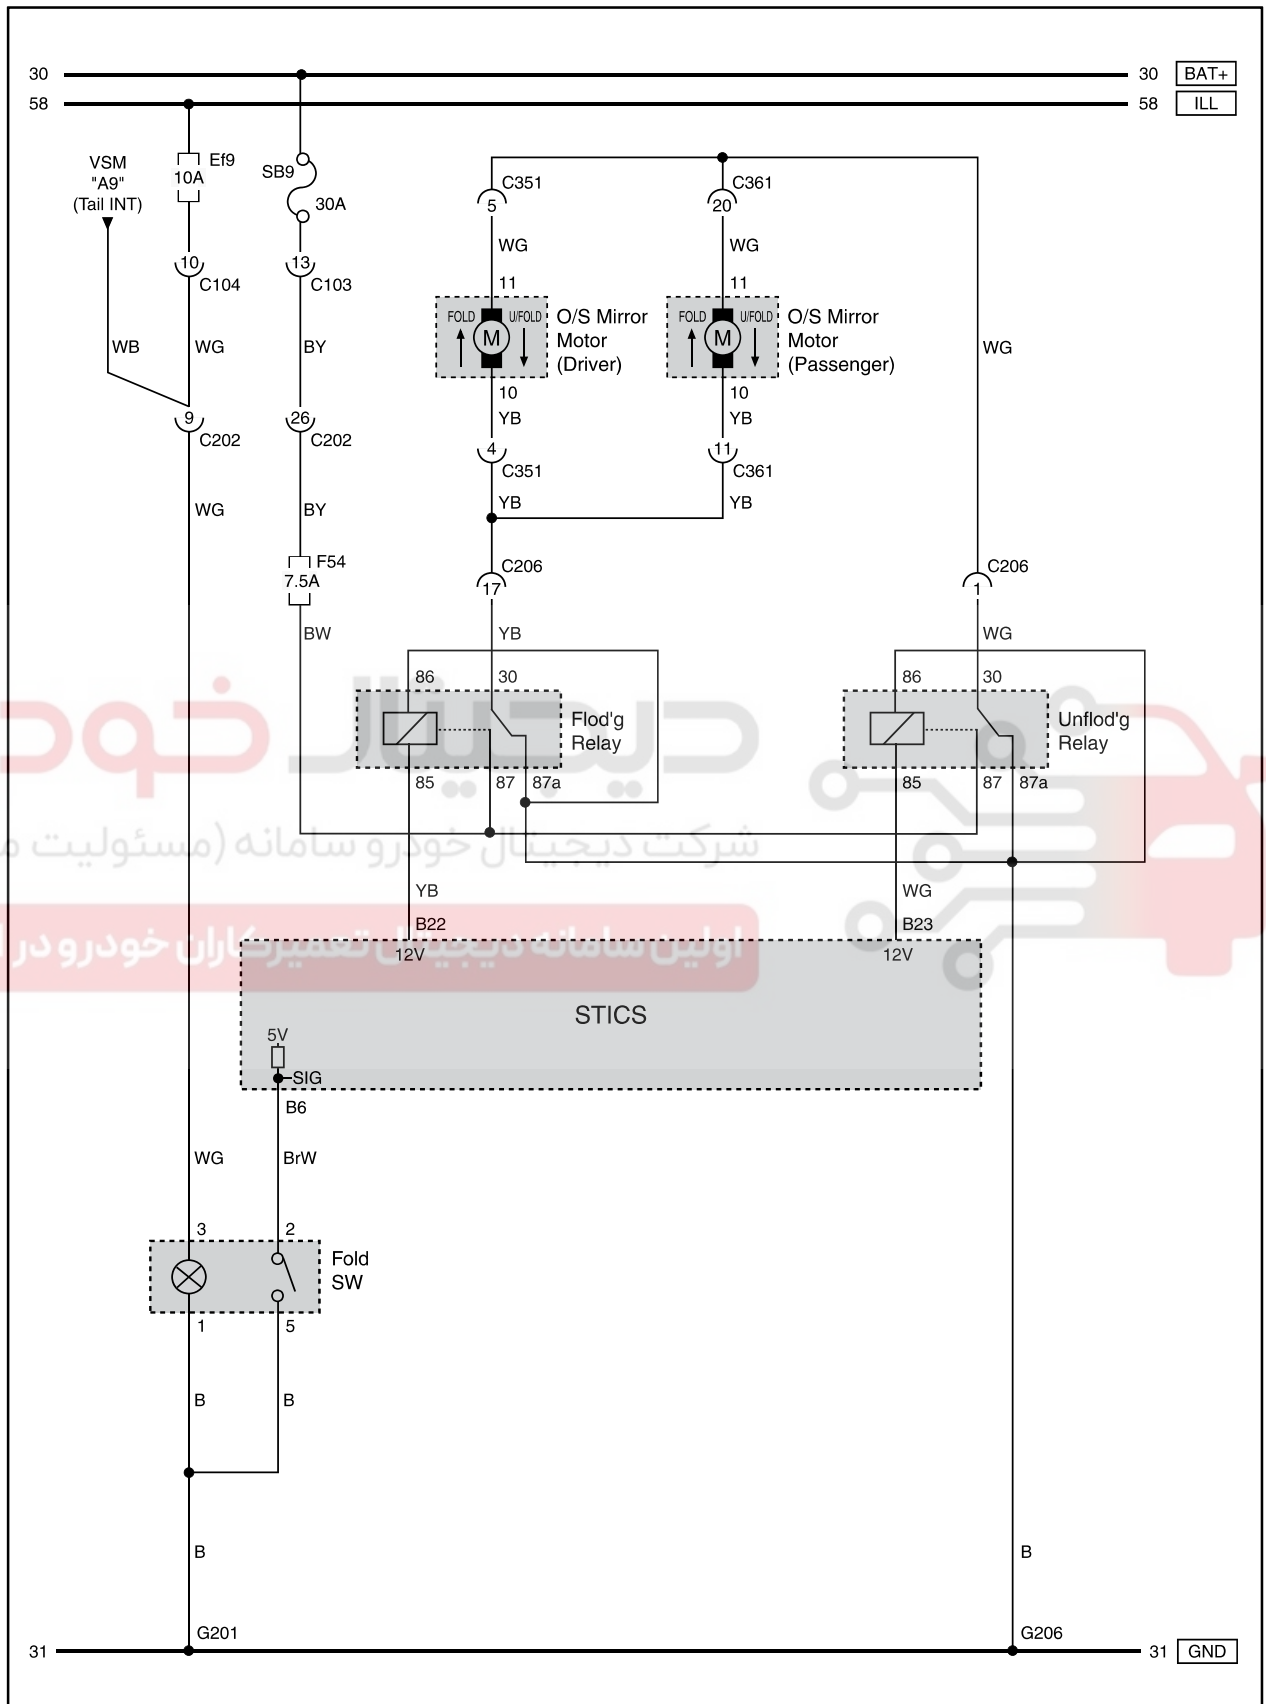 30
30 BAT+
58
58 ILL
VSM
"A9"
(Tail INT)
Ef9
10A
SB9
30A
C351
5
C361
20
10
C104
13
C103
WG
WG
11
11
FOLD U/FOLD
M
O/S Mirror
Motor
(Driver)
FOLD U/FOLD
M
O/S Mirror
Motor
(Passenger)
WB
WG
BY
WG
10
10
YB
YB
9
C202
26
C202
4
C351
11
C361
WG
BY
YB
YB
F54
7.5A
C206
17
C206
1
BW
YB
WG
86
30
86
30
Flod'g
Relay
Unflod'g
Relay
85
87
87a
85
87
87a
دیجیتال خودرو
شرکت دیجیتال خودرو سامانه (مسئولیت
اولین سامانه دیجیتال تعمیرکاران خودرو در
YB
WG
B22
B23
12V
12V
STICS
5V
SIG
B6
WG
BrW
3
2
Fold
SW
1
5
B
B
B
B
G201
G206
31
31 GND